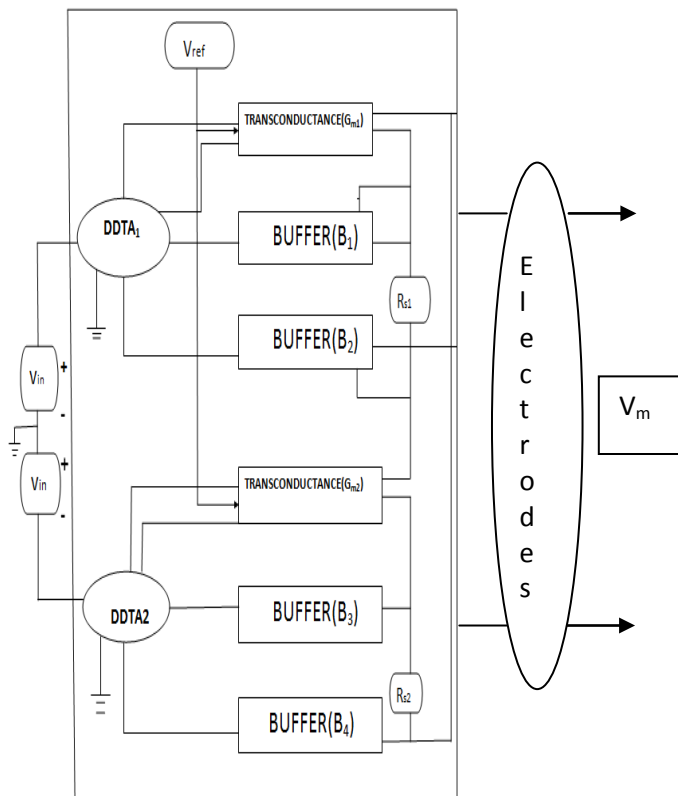 Vref
TRANSCONDUCTANCE(Gm1)
DDTA1
BUFFER(B1)
Rs1
BUFFER(B2)
Vin
+
-
Vin
+
-
TRANSCONDUCTANCE(Gm2)
DDTA2
BUFFER(B3)
Rs2
BUFFER(B4)
Electrodes
Vm